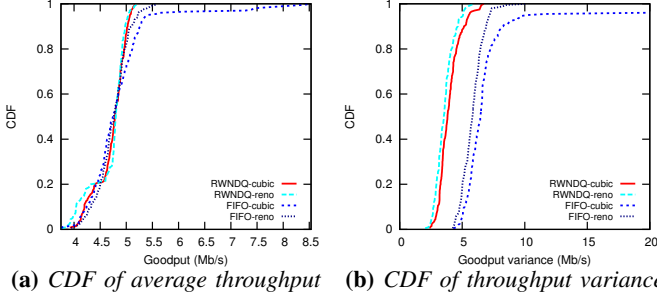 1
0.8
0.6
0.4
0.2
0
CDF
4
4.5
5
5.5
6
6.5
7
7.5
8
8.5
Goodput (Mb/s)
RWNDQ-cubic
RWNDQ-reno
FIFO-cubic
FIFO-reno
(a) CDF of average throughput
1
0.8
0.6
0.4
0.2
0
CDF
0
5
10
15
20
Goodput variance (Mb/s)
RWNDQ-cubic
RWNDQ-reno
FIFO-cubic
FIFO-reno
(b) CDF of throughput variance